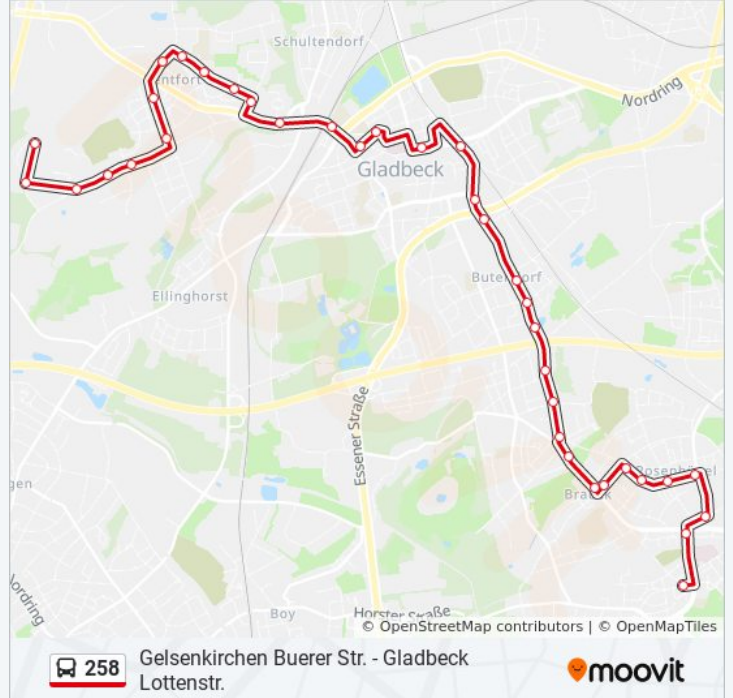 Schultendorf
entfort
Nordring
Gladbeck
Ellinghorst
Butendorf
Essener Straße
gen
Rosenhügel
Brauck
Nordring
Boy
Horster Straße
© OpenStreetMap contributors | © OpenMapTiles
258
Gelsenkirchen Buerer Str. - Gladbeck
Lottenstr.
moovit